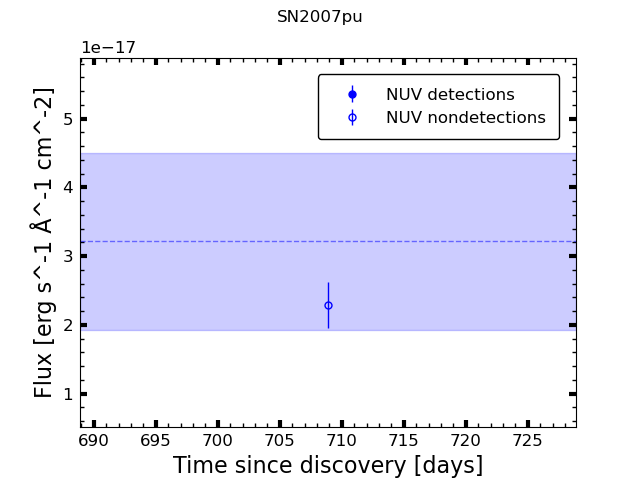 SN2007pu
1e−17
NUV detections
NUV nondetections
5
4
3
2
1
Flux [erg s^-1 Å^-1 cm^-2]
690 695 700 705 710 715 720 725
Time since discovery [days]